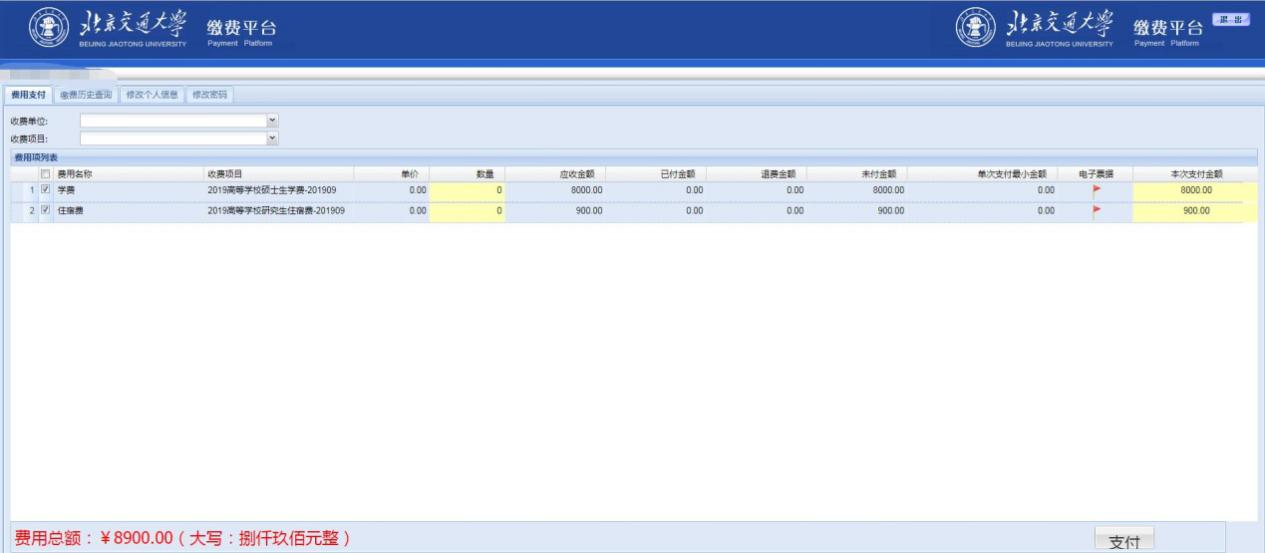 北京交通大学 缴费平台 北京交通大学 缴费平台 退 出
BEIJING JIAOTONG UNIVERSITY Payment Platform BEIJING JIAOTONG UNIVERSITY Payment Platform
费用支付 缴费历史查询 修改个人信息 修改密码
收费单位:
收费项目:
费用项列表
费用名称 收费项目 单价 数量 应收金额 已付金额 退费金额 未付金额 单次支付最小金额 电子票据 本次支付金额
1 学费 2019高等学校硕士生学费-201909 0.00 0 8000.00 0.00 0.00 8000.00 0.00 8000.00
2 住宿费 2019高等学校研究生住宿费-201909 0.00 0 900.00 0.00 0.00 900.00 0.00 900.00
费用总额：￥8900.00（大写：捌仟玖佰元整） 支付